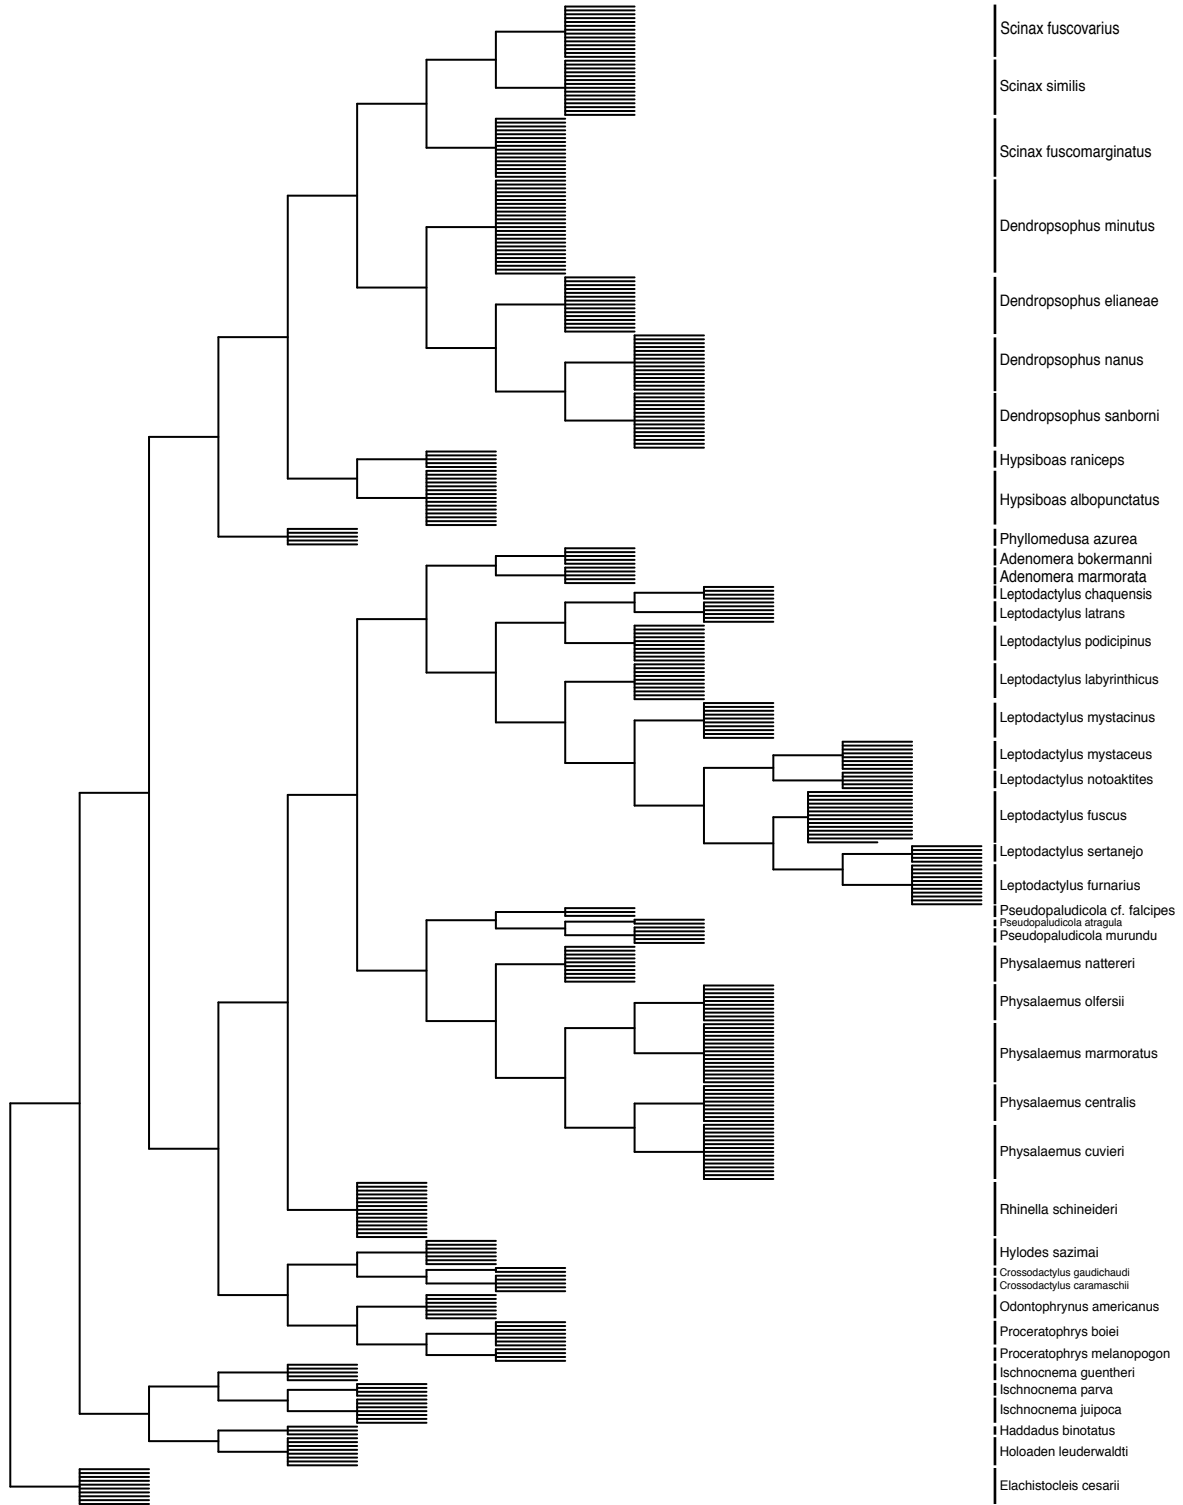 Scinax fuscovarius
Scinax similis
Scinax fuscomarginatus
Dendropsophus minutus
Dendropsophus elianeae
Dendropsophus nanus
Dendropsophus sanborni
Hypsiboas raniceps
Hypsiboas albopunctatus
Phyllomedusa azurea
Adenomera bokermanni
Adenomera marmorata
Leptodactylus chaquensis
Leptodactylus latrans
Leptodactylus podicipinus
Leptodactylus labyrinthicus
Leptodactylus mystacinus
Leptodactylus mystaceus
Leptodactylus notoaktites
Leptodactylus fuscus
Leptodactylus sertanejo
Leptodactylus furnarius
Pseudopaludicola cf. falcipes
Pseudopaludicola atragula
Pseudopaludicola murundu
Physalaemus nattereri
Physalaemus olfersii
Physalaemus marmoratus
Physalaemus centralis
Physalaemus cuvieri
Rhinella schineideri
Hylodes sazimai
Crossodactylus gaudichaudi
Crossodactylus caramaschii
Odontophrynus americanus
Proceratophrys boiei
Proceratophrys melanopogon
Ischnocnema guentheri
Ischnocnema parva
Ischnocnema juipoca
Haddadus binotatus
Holoaden leuderwaldti
Elachistocleis cesarii